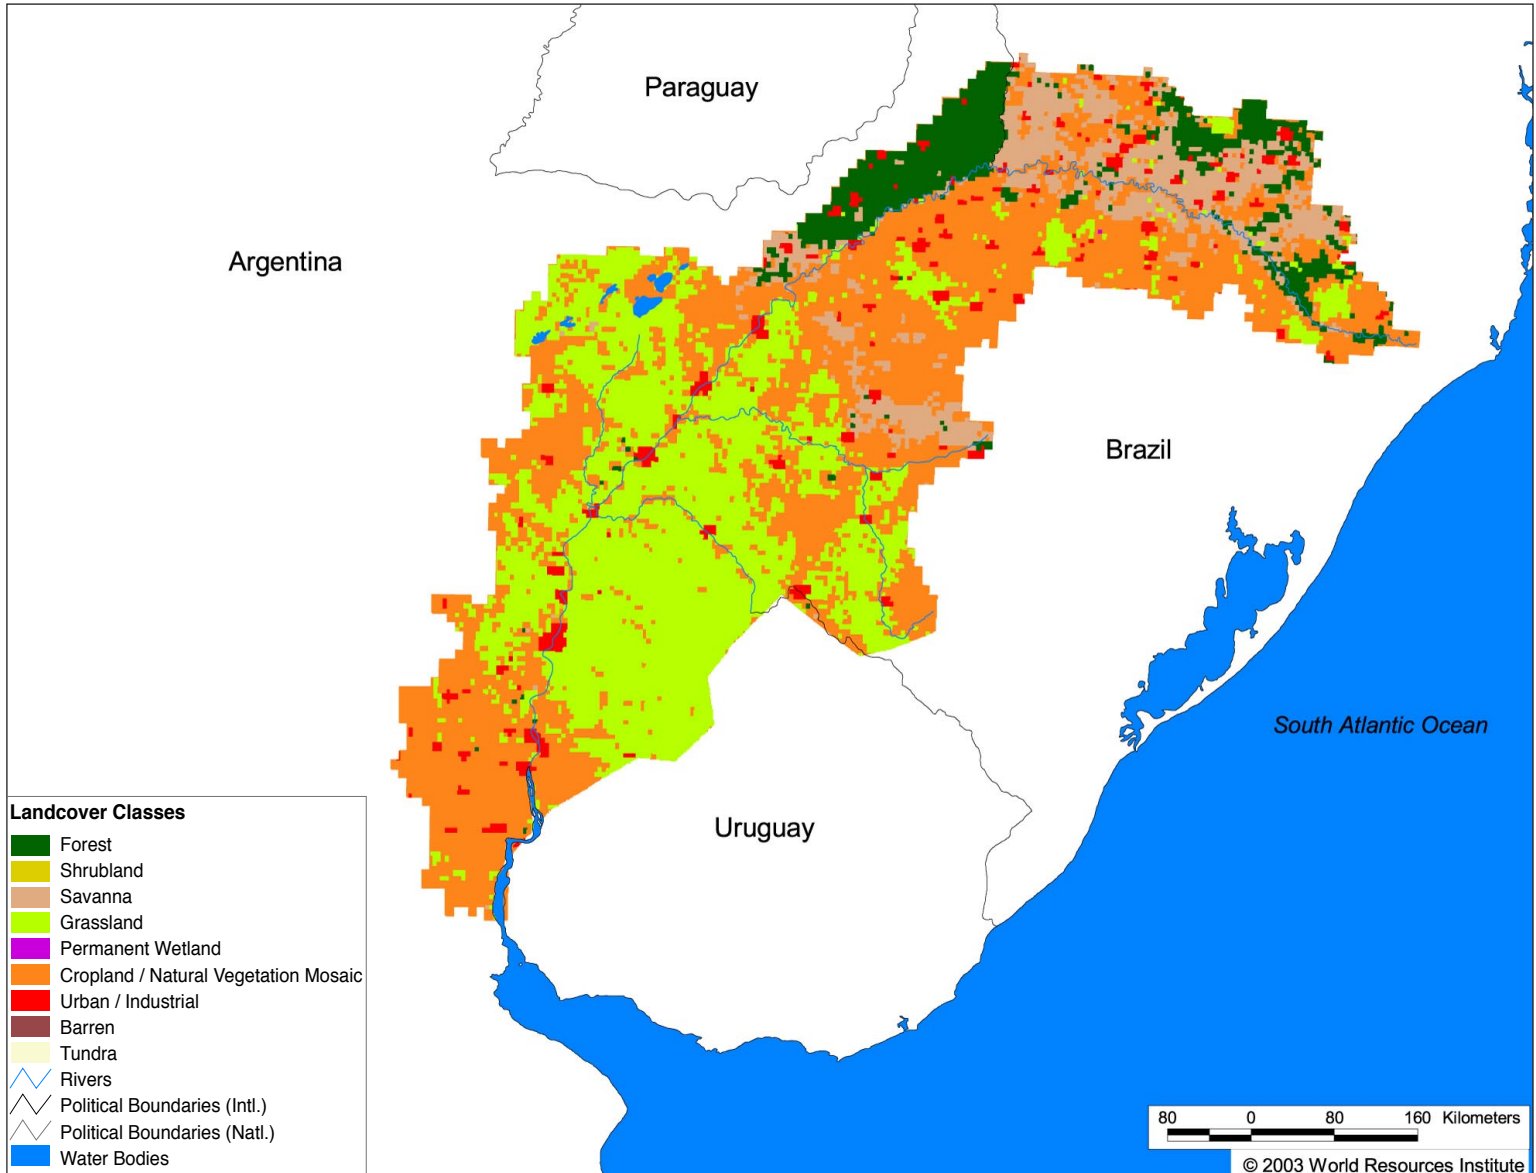 Paraguay
Argentina
Brazil
South Atlantic Ocean
Uruguay
Landcover Classes
Forest
Shrubland
Savanna
Grassland
Permanent Wetland
Cropland / Natural Vegetation Mosaic
Urban / Industrial
Barren
Tundra
Rivers
Political Boundaries (Intl.)
Political Boundaries (Natl.)
Water Bodies
80 0 80 160 Kilometers
© 2003 World Resources Institute